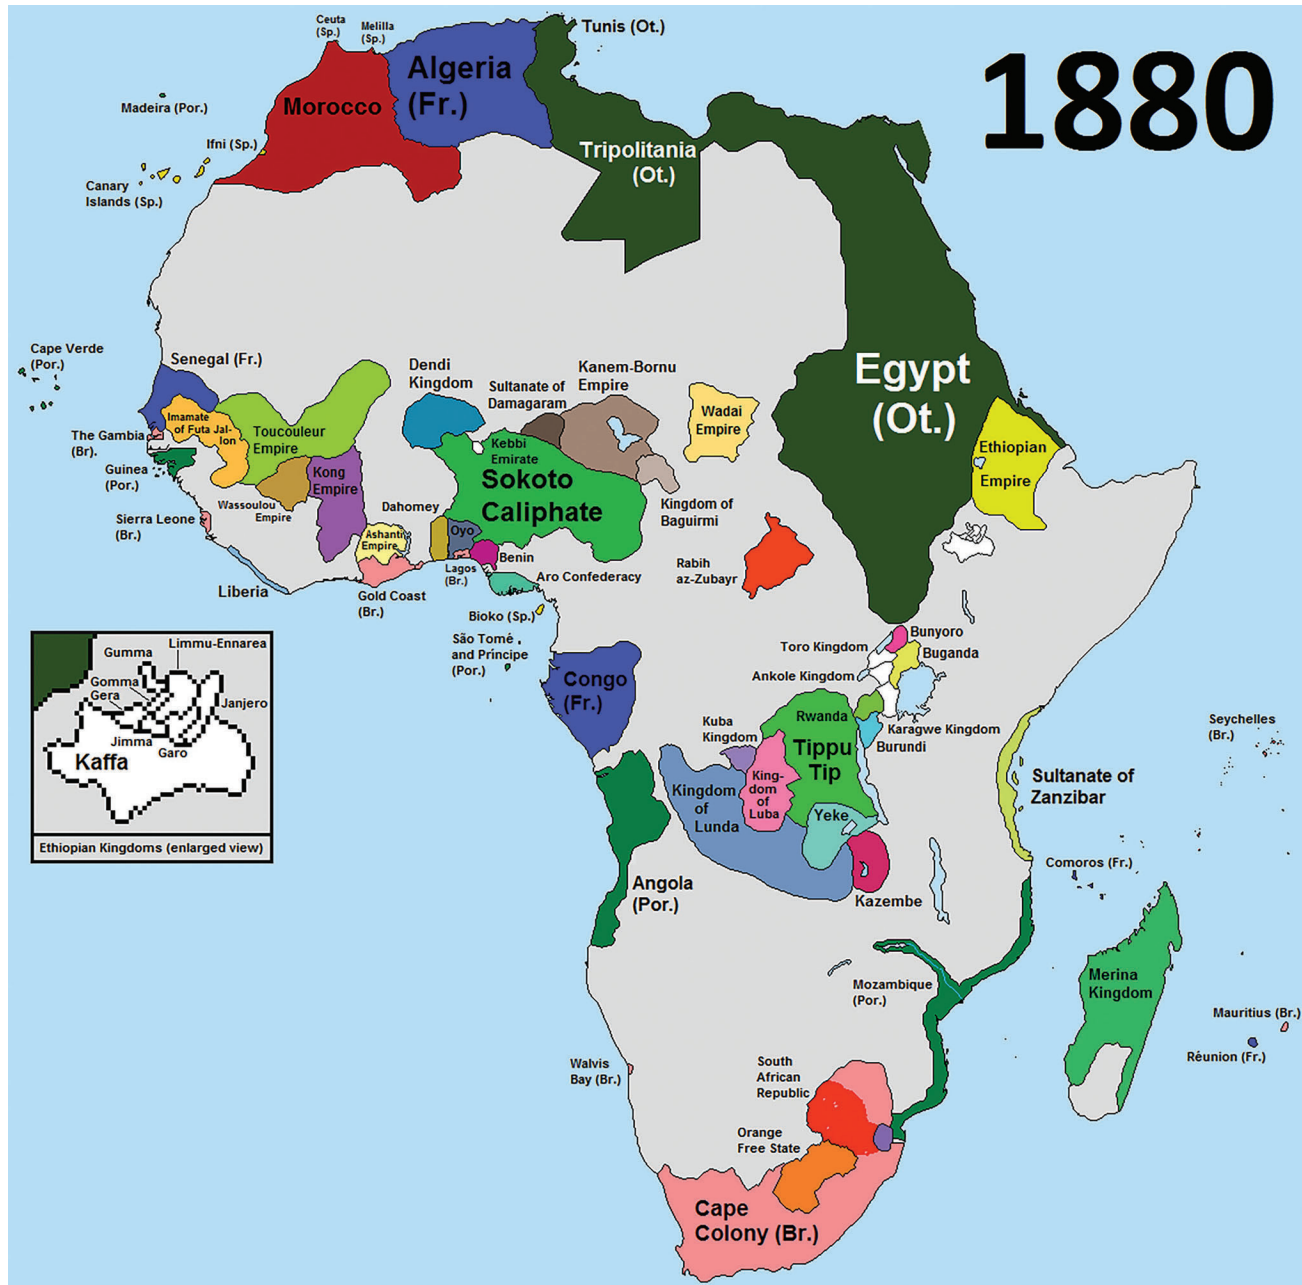 1880
Ceuta
(Sp.)
Melilla
(Sp.)
Tunis (Ot.)
Algeria
(Fr.)
Morocco
Madeira (Por.)
Ifni (Sp.)
Canary
Islands (Sp.)
Tripolitania
(Ot.)
Egypt
(Ot.)
Cape Verde
(Por.)
Senegal (Fr.)
Imamate
of Futa Jal-
lon
The Gambia
(Br).
Guinea
(Por.)
Toucouleur
Empire
Wassoulou
Empire
Kong
Empire
Sierra Leone
(Br.)
Liberia
Dendi
Kingdom
Sultanate of
Damagaram
Kanem-Bornu
Empire
Kebbi
Emirate
Sokoto
Caliphate
Wadai
Empire
Kingdom of
Baguirmi
Rabih
az-Zubayr
Ethiopian
Empire
Dahomey
Ashanti
Empire
Oyo
Gold Coast
(Br.)
Lagos
(Br.)
Benin
Aro Confederacy
Bioko (Sp.)
São Tomé
and Príncipe
(Por.)
Congo
(Fr.)
Limmu-Ennarea
Gumma
Gomma
Gera
Janjero
Jimma
Garo
Kaffa
Ethiopian Kingdoms (enlarged view)
Bunyoro
Toro Kingdom
Buganda
Ankole Kingdom
Rwanda
Karagwe Kingdom
Burundi
Tippu
Tip
Kuba
Kingdom
King-
dom
of
Luba
Kingdom
of
Lunda
Yeke
Kazembe
Sultanate of
Zanzibar
Seychelles
(Br.)
Comoros (Fr.)
Angola
(Por.)
Mozambique
(Por.)
Merina
Kingdom
Mauritius (Br.)
Réunion (Fr.)
Walvis
Bay (Br.)
South
African
Republic
Orange
Free State
Cape
Colony (Br.)